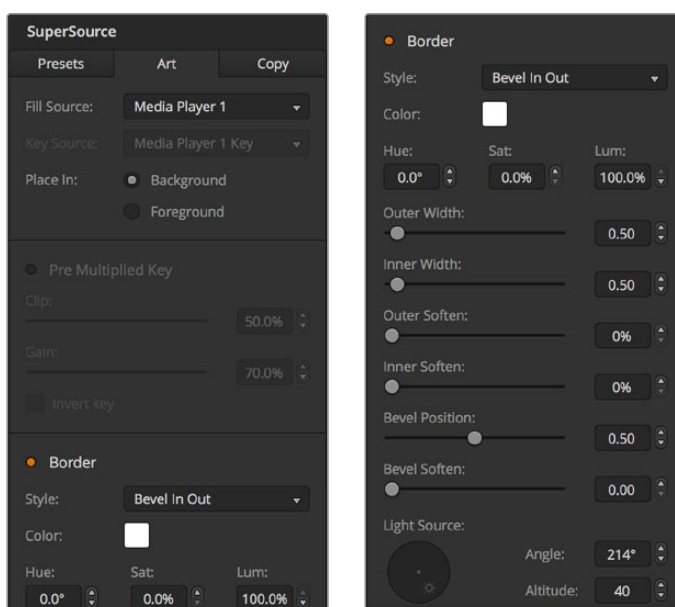 SuperSource
Presets Art Copy
Fill Source: Media Player 1
Key Source: Media Player 1 Key
Place In: Background
Foreground
Pre Multiplied Key
Clip:
50.0%
Gain:
70.0%
Invert key
Border
Style: Bevel In Out
Color:
Hue: Sat: Lum:
0.0° 0.0% 100.0%
Border
Style: Bevel In Out
Color:
Hue: Sat: Lum:
0.0° 0.0% 100.0%
Outer Width:
0.50
Inner Width:
0.50
Outer Soften:
0%
Inner Soften:
0%
Bevel Position:
0.50
Bevel Soften:
0.00
Light Source:
Angle: 214°
Altitude: 40